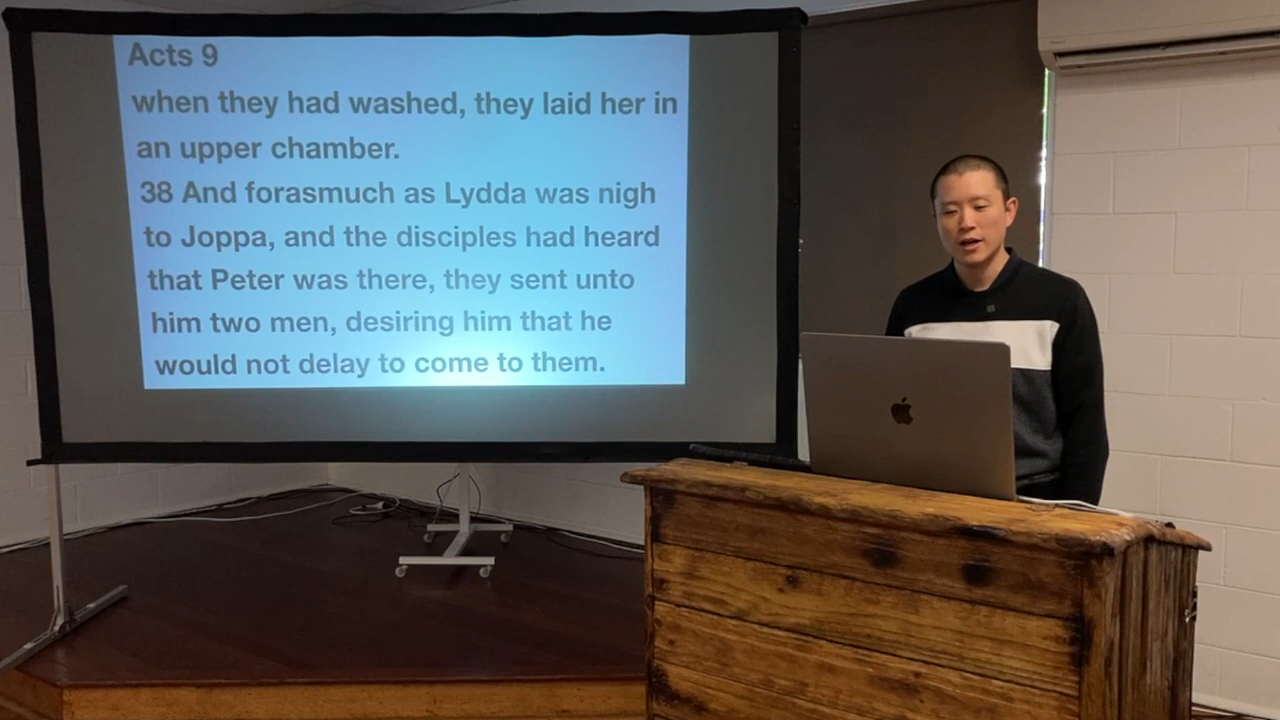 Acts 9
when they had washed, they laid her in
an upper chamber.
38 And forasmuch as Lydda was nigh
to Joppa, and the disciples had heard
that Peter was there, they sent unto
him two men, desiring him that he
would not delay to come to them.